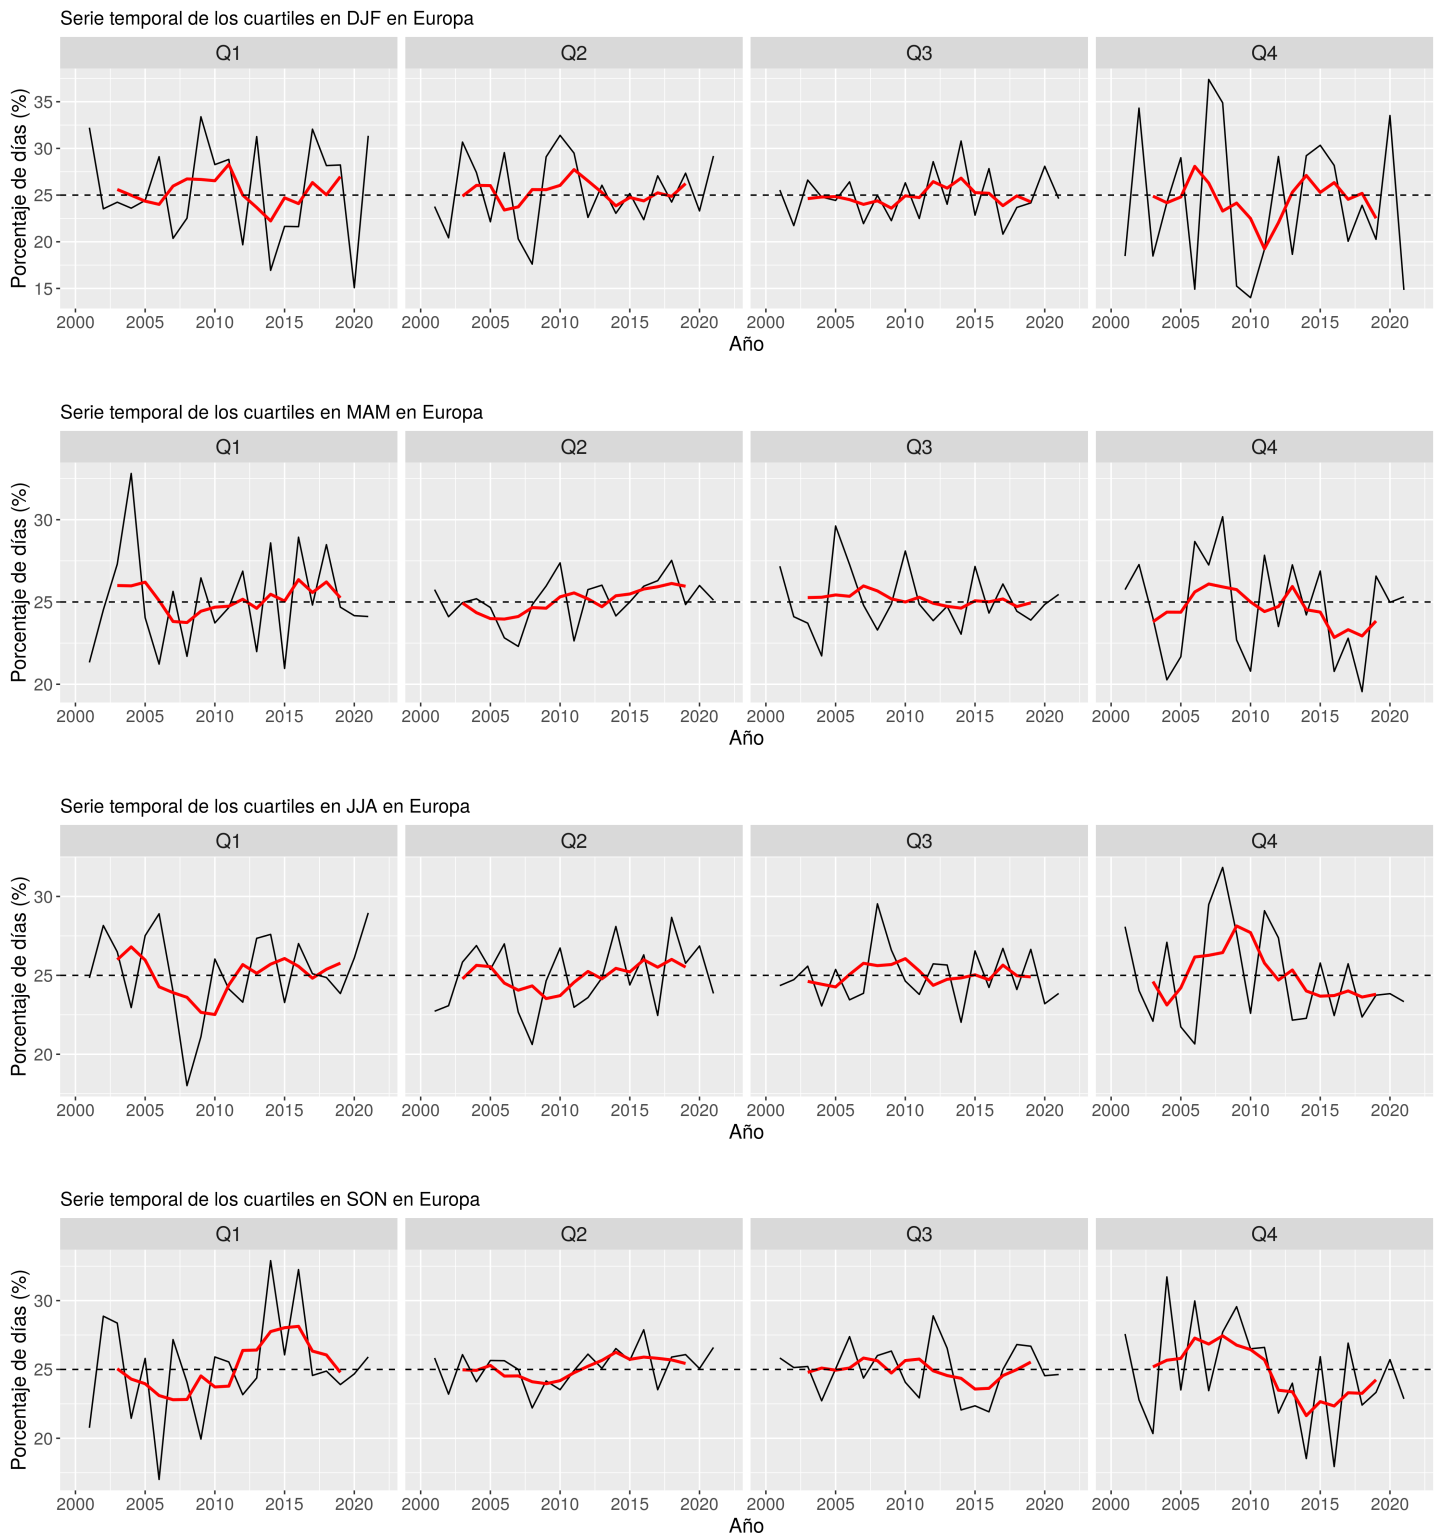 Serie temporal de los cuartiles en DJF en Europa
Q1 Q2 Q3 Q4
Porcentaje de días (%)
35
30
25
20
15
2000 2005 2010 2015 2020 2000 2005 2010 2015 2020 2000 2005 2010 2015 2020 2000 2005 2010 2015 2020
Año
Serie temporal de los cuartiles en MAM en Europa
Q1 Q2 Q3 Q4
Porcentaje de días (%)
30
25
20
2000 2005 2010 2015 2020 2000 2005 2010 2015 2020 2000 2005 2010 2015 2020 2000 2005 2010 2015 2020
Año
Serie temporal de los cuartiles en JJA en Europa
Q1 Q2 Q3 Q4
Porcentaje de días (%)
30
25
20
2000 2005 2010 2015 2020 2000 2005 2010 2015 2020 2000 2005 2010 2015 2020 2000 2005 2010 2015 2020
Año
Serie temporal de los cuartiles en SON en Europa
Q1 Q2 Q3 Q4
Porcentaje de días (%)
30
25
20
2000 2005 2010 2015 2020 2000 2005 2010 2015 2020 2000 2005 2010 2015 2020 2000 2005 2010 2015 2020
Año